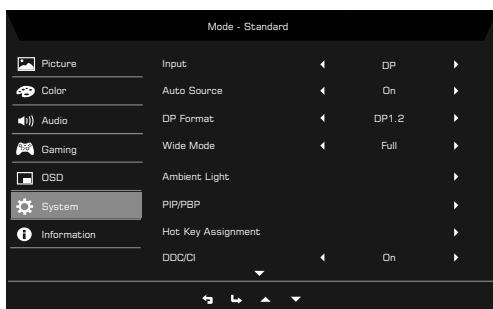 Mode - Standard
Picture
Color
Audio
Gaming
OSD
System
Information
Input DP
Auto Source On
DP Format DP1.2
Wide Mode Full
Ambient Light
PIP/PBP
Hot Key Assignment
DDC/CI On